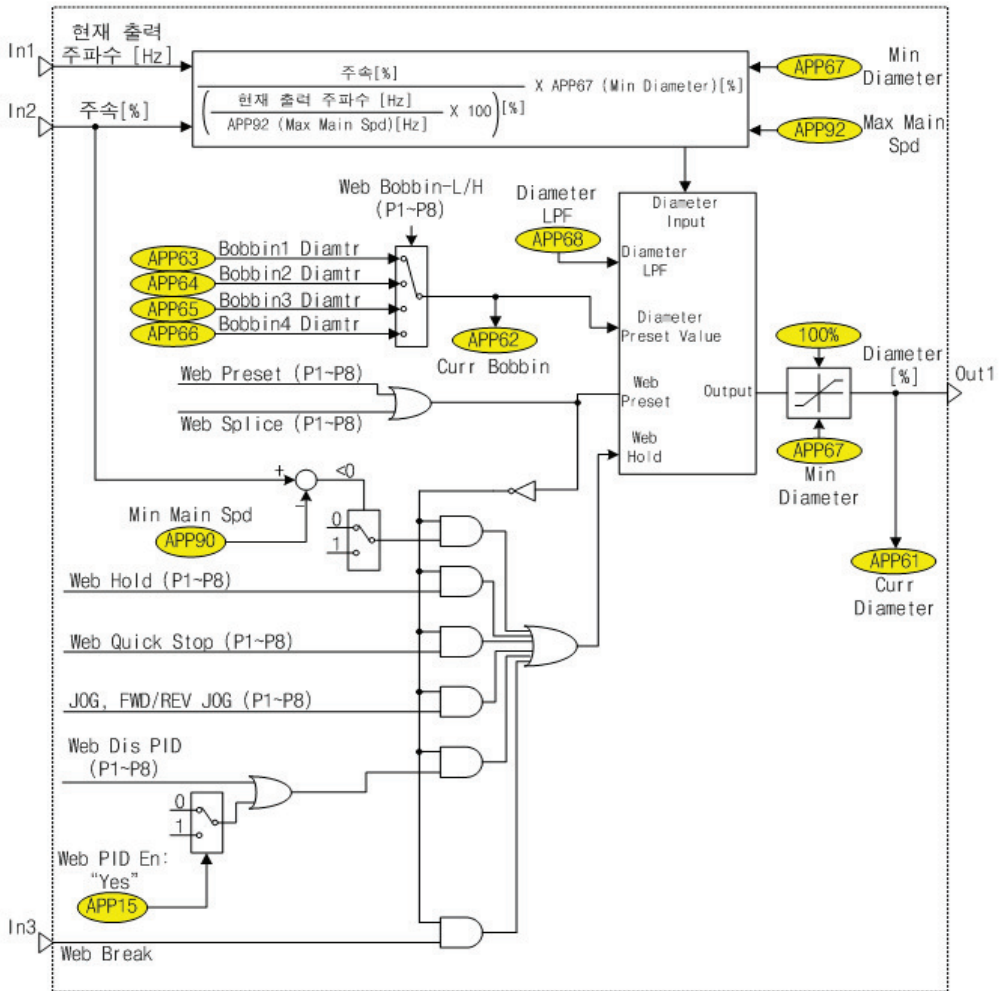 현재 출력
주파수 [Hz]
In1
In2
주속[%]
주속[%]
현재 출력 주파수 [Hz]
APP92 (Max Main Spd)[Hz]
X 100
[%]
X APP67 (Min Diameter)[%]
APP67
Min
Diameter
APP92
Max Main
Spd
Web Bobbin-L/H
(P1~P8)
Diameter
LPF
APP68
Diameter
Input
Diameter
LPF
Diameter
Preset Value
Web
Preset
Output
Web
Hold
APP63
Bobbin1 Diamtr
APP64
Bobbin2 Diamtr
APP65
Bobbin3 Diamtr
APP66
Bobbin4 Diamtr
APP62
Curr Bobbin
100%
Diameter
[%]
Out1
APP67
Min
Diameter
APP61
Curr
Diameter
Web Preset (P1~P8)
Web Splice (P1~P8)
+
-
<0
Min Main Spd
APP90
0
1
Web Hold (P1~P8)
Web Quick Stop (P1~P8)
JOG, FWD/REV JOG (P1~P8)
Web Dis PID
(P1~P8)
0
1
Web PID En:
“Yes”
APP15
In3
Web Break